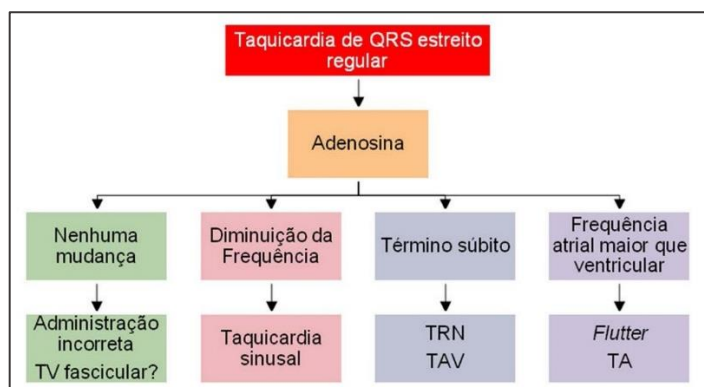 Taquicardia de QRS estreito
regular
Adenosina
Nenhuma
mudança
Diminuição da
Frequência
Término súbito
Frequência
atrial maior que
ventricular
Administração
incorreta
TV fascicular?
Taquicardia
sinusal
TRN
TAV
Flutter
TA